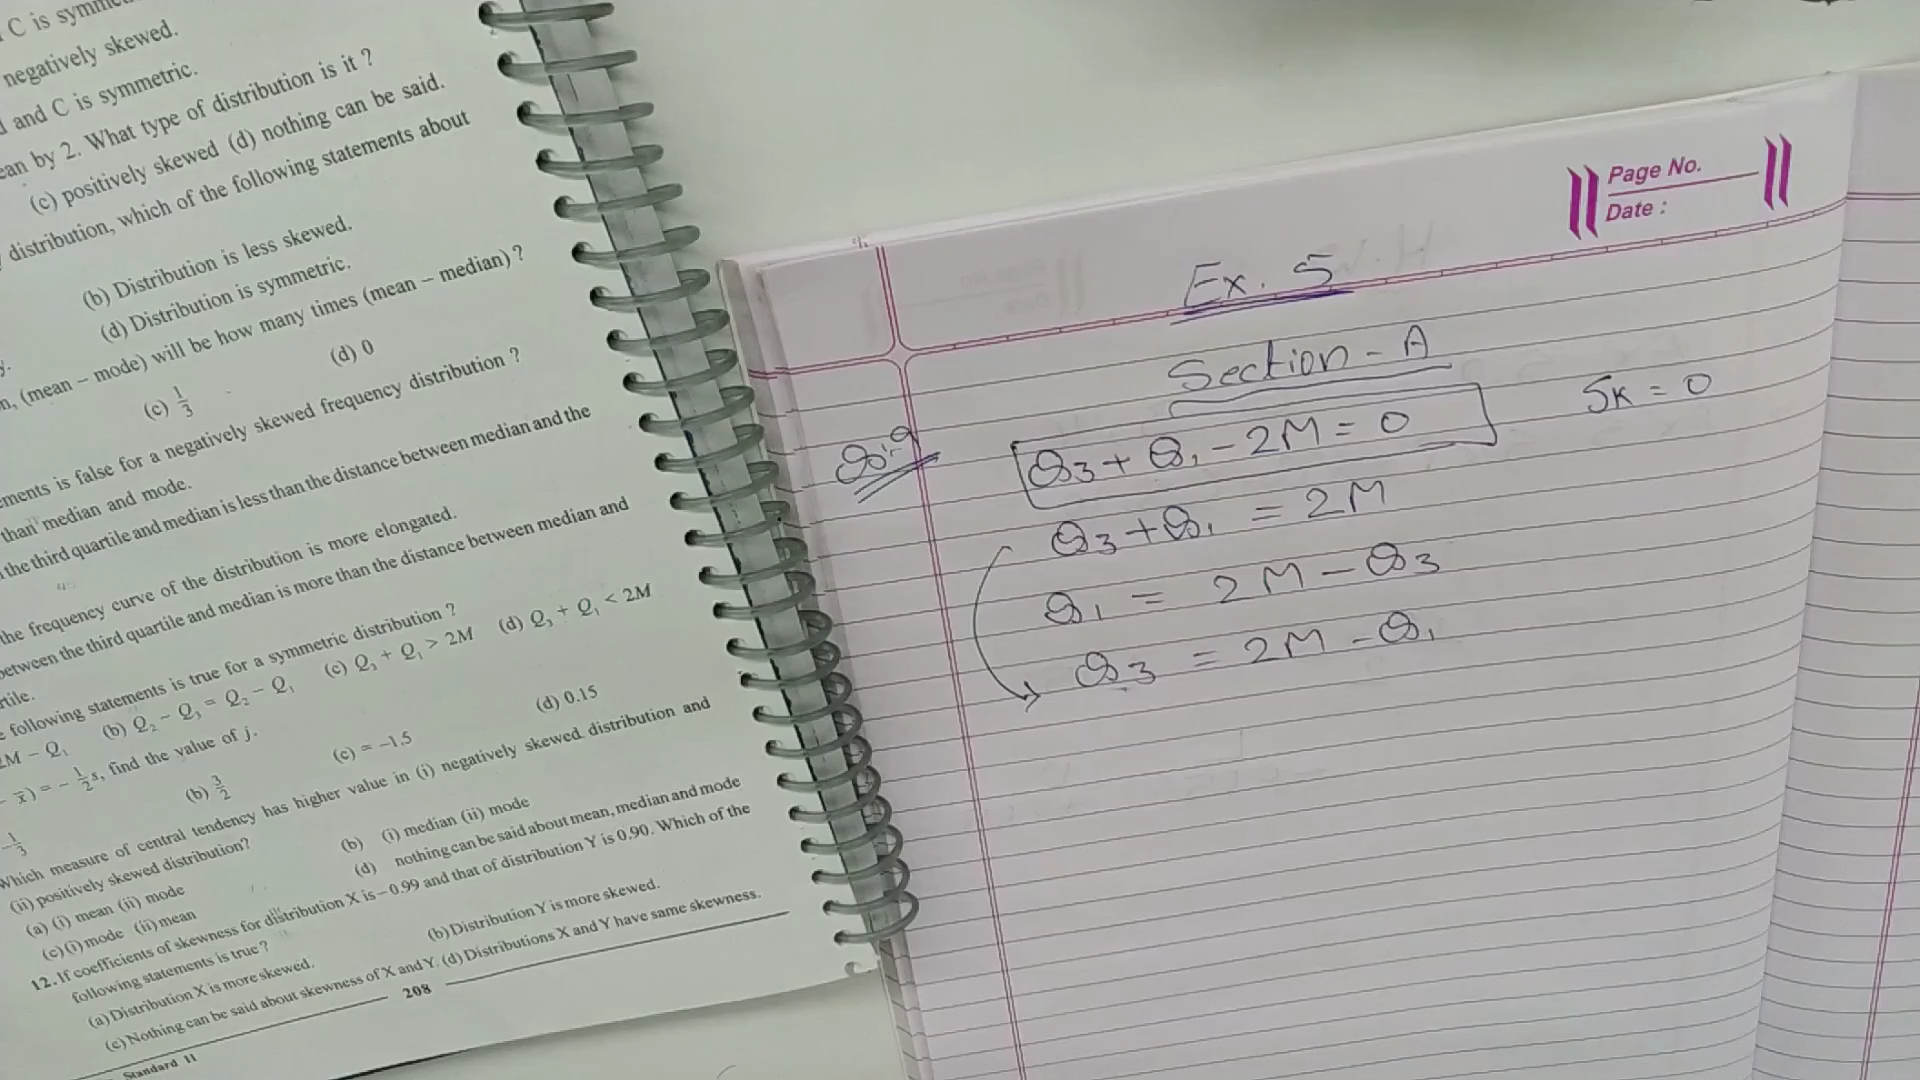 C is
negatively skewed.
and C is symmetric.
ean by 2. What type of distribution is it ?
(c) positively skewed (d) nothing can be said.
distribution, which of the following statements about
(b) Distribution is less skewed.
(d) Distribution is symmetric.
n, (mean – mode) will be how many times (mean – median) ?
(c) 1/3
(d) 0
ements is false for a negatively skewed frequency distribution ?
than median and mode.
the third quartile and median is less than the distance between median and the
the frequency curve of the distribution is more elongated.
between the third quartile and median is more than the distance between median and
rtile.
following statements is true for a symmetric distribution ?
2M – Q₁ (b) Q₂ – Q₃ = Q₂ – Q₁ (c) Q₃ + Q₁ > 2M (d) Q₃ + Q₁ < 2M
x̄) = – 1/2 s, find the value of j.
–1/3 (b) 3/2 (c) = –1.5 (d) 0.15
Which measure of central tendency has higher value in (i) negatively skewed distribution and
(ii) positively skewed distribution?
(a) (i) mean (ii) mode (b) (i) median (ii) mode
(c) (i) mode (ii) mean (d) nothing can be said about mean, median and mode
12. If coefficients of skewness for distribution X is –0.99 and that of distribution Y is 0.90. Which of the
following statements is true ?
(a) Distribution X is more skewed. (b) Distribution Y is more skewed.
(c) Nothing can be said about skewness of X and Y. (d) Distributions X and Y have same skewness.
208
Standard 11
Page No.
Date :
Ex. 5
Section - A
Q.9 Q₃ + Q₁ - 2M = 0 Sk = 0
Q₃ + Q₁ = 2M
Q₁ = 2M - Q₃
Q₃ = 2M - Q₁